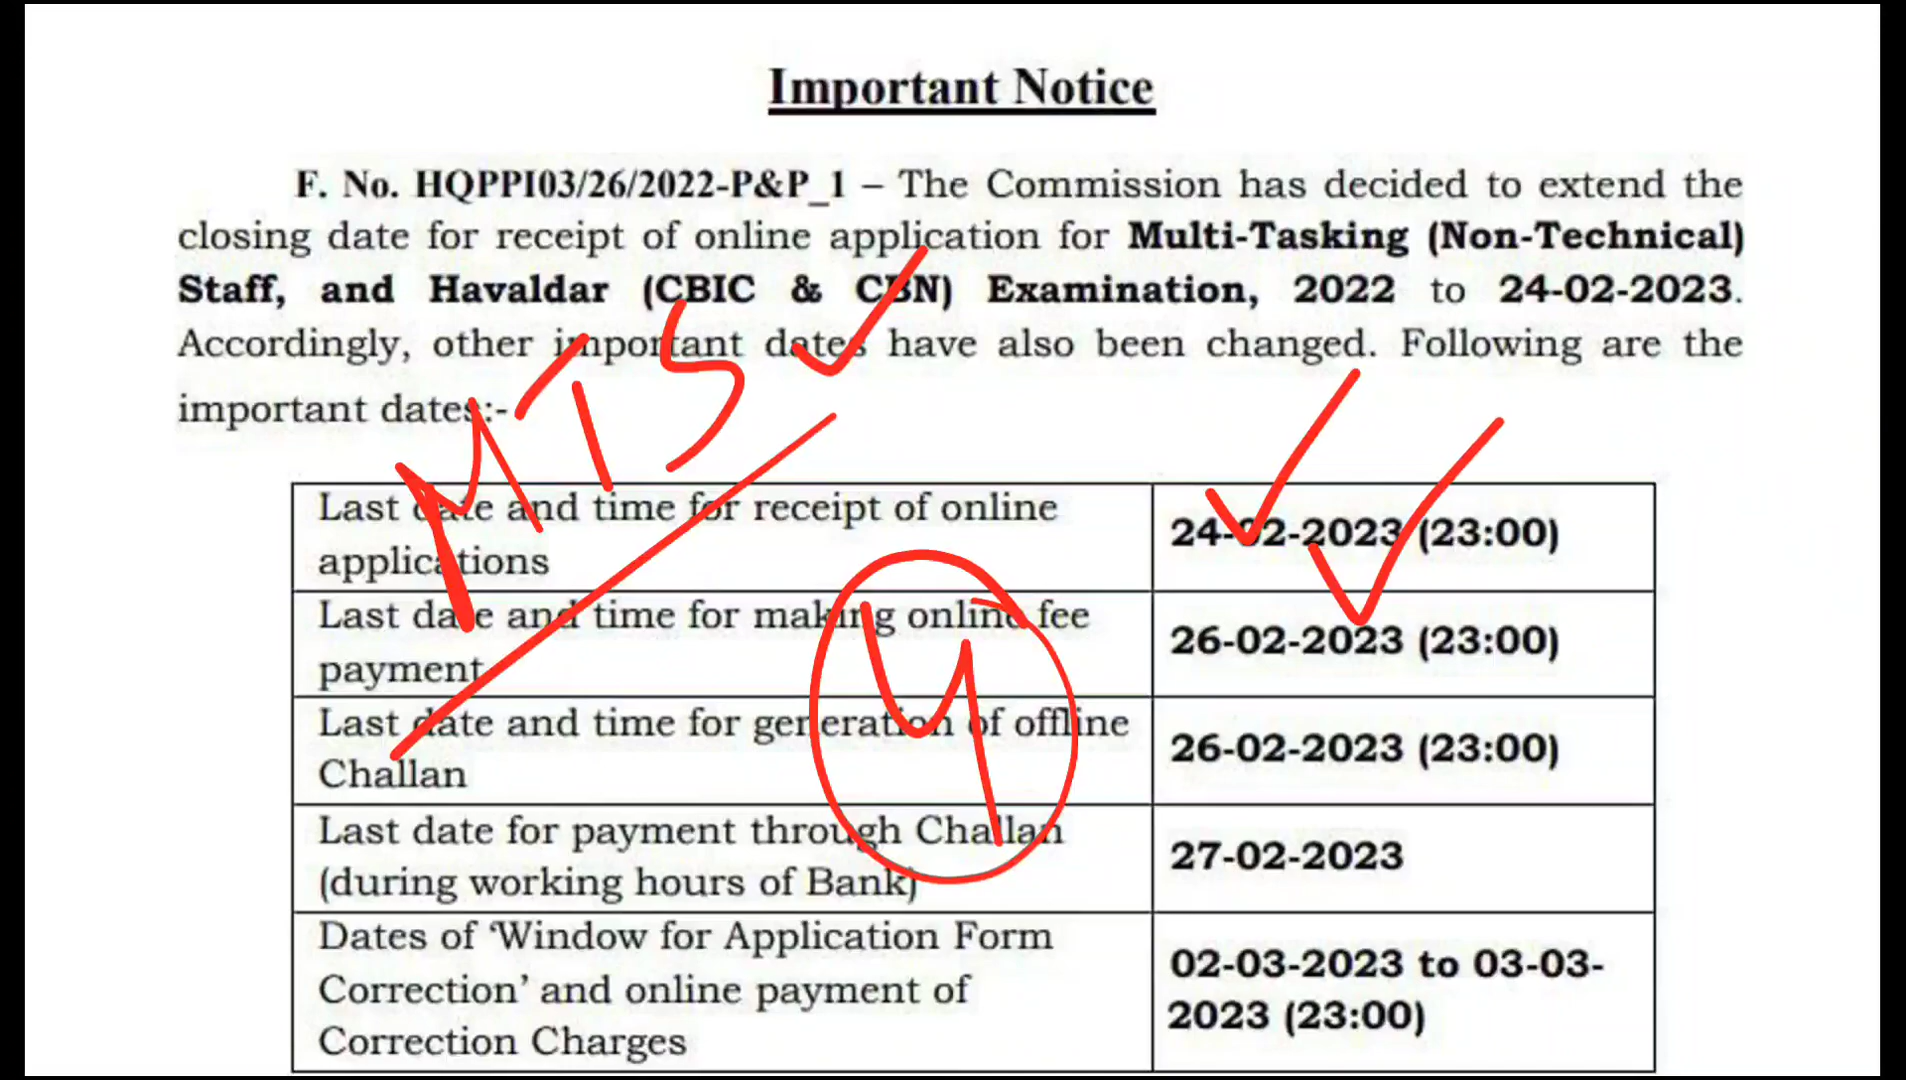 Important Notice
F. No. HQPPI03/26/2022-P&P_1 – The Commission has decided to extend the
closing date for receipt of online application for Multi-Tasking (Non-Technical)
Staff, and Havaldar (CBIC & CBN) Examination, 2022 to 24-02-2023.
Accordingly, other important dates have also been changed. Following are the
important dates:-
MTS
Last date and time for receipt of online
applications
24-02-2023 (23:00)
Last date and time for making online fee
payment
26-02-2023 (23:00)
Last date and time for generation of offline
Challan
26-02-2023 (23:00)
Last date for payment through Challan
(during working hours of Bank)
27-02-2023
Dates of ‘Window for Application Form
Correction’ and online payment of
Correction Charges
02-03-2023 to 03-03-
2023 (23:00)